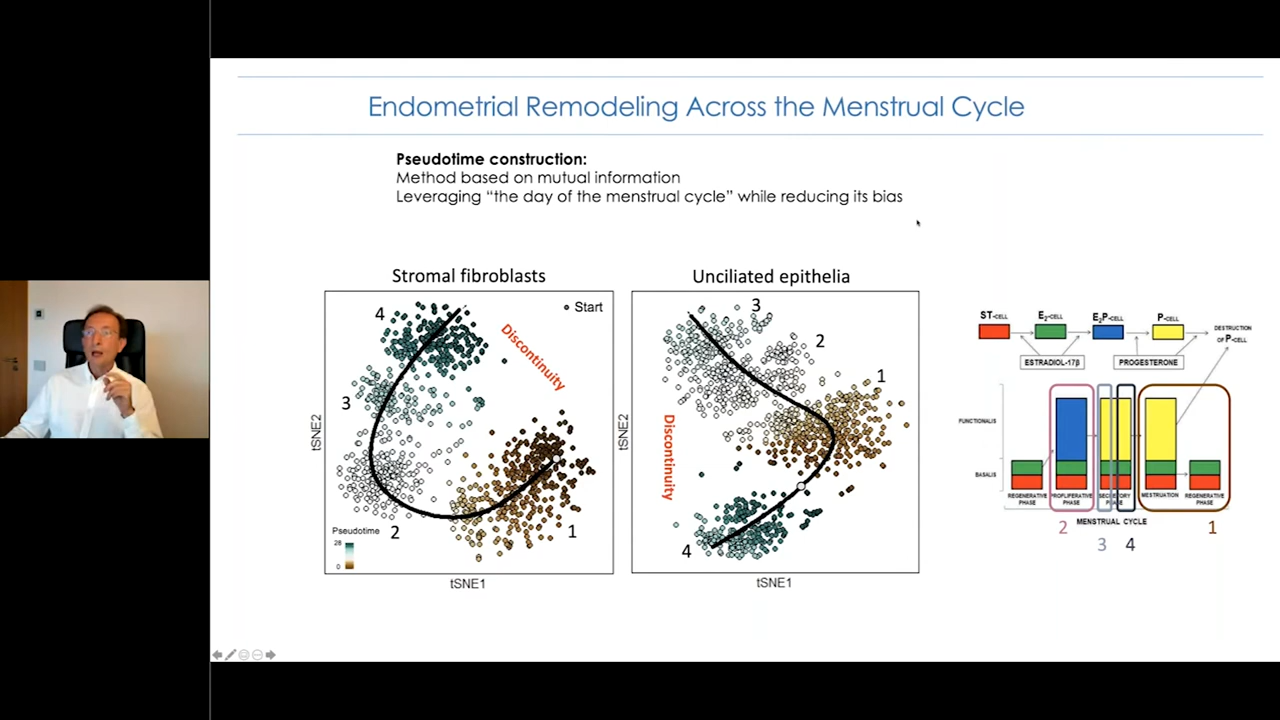 Endometrial Remodeling Across the Menstrual Cycle
Pseudotime construction:
Method based on mutual information
Leveraging “the day of the menstrual cycle” while reducing its bias
Stromal fibroblasts
Start
4
3
2
1
Discontinuity
Pseudotime
28
0
tSNE2
tSNE1
Unciliated epithelia
3
2
1
4
Discontinuity
tSNE2
tSNE1
ST-CELL
E2-CELL
E2P-CELL
P-CELL
DESTRUCTION
OF P-CELL
ESTRADIOL-17β
PROGESTERONE
FUNCTIONALIS
BASALIS
REGENERATIVE
PHASE
PROFLIFERATIVE
PHASE
SECRETORY
PHASE
MESTRUATION
REGENERATIVE
PHASE
MENSTRUAL CYCLE
2
3
4
1